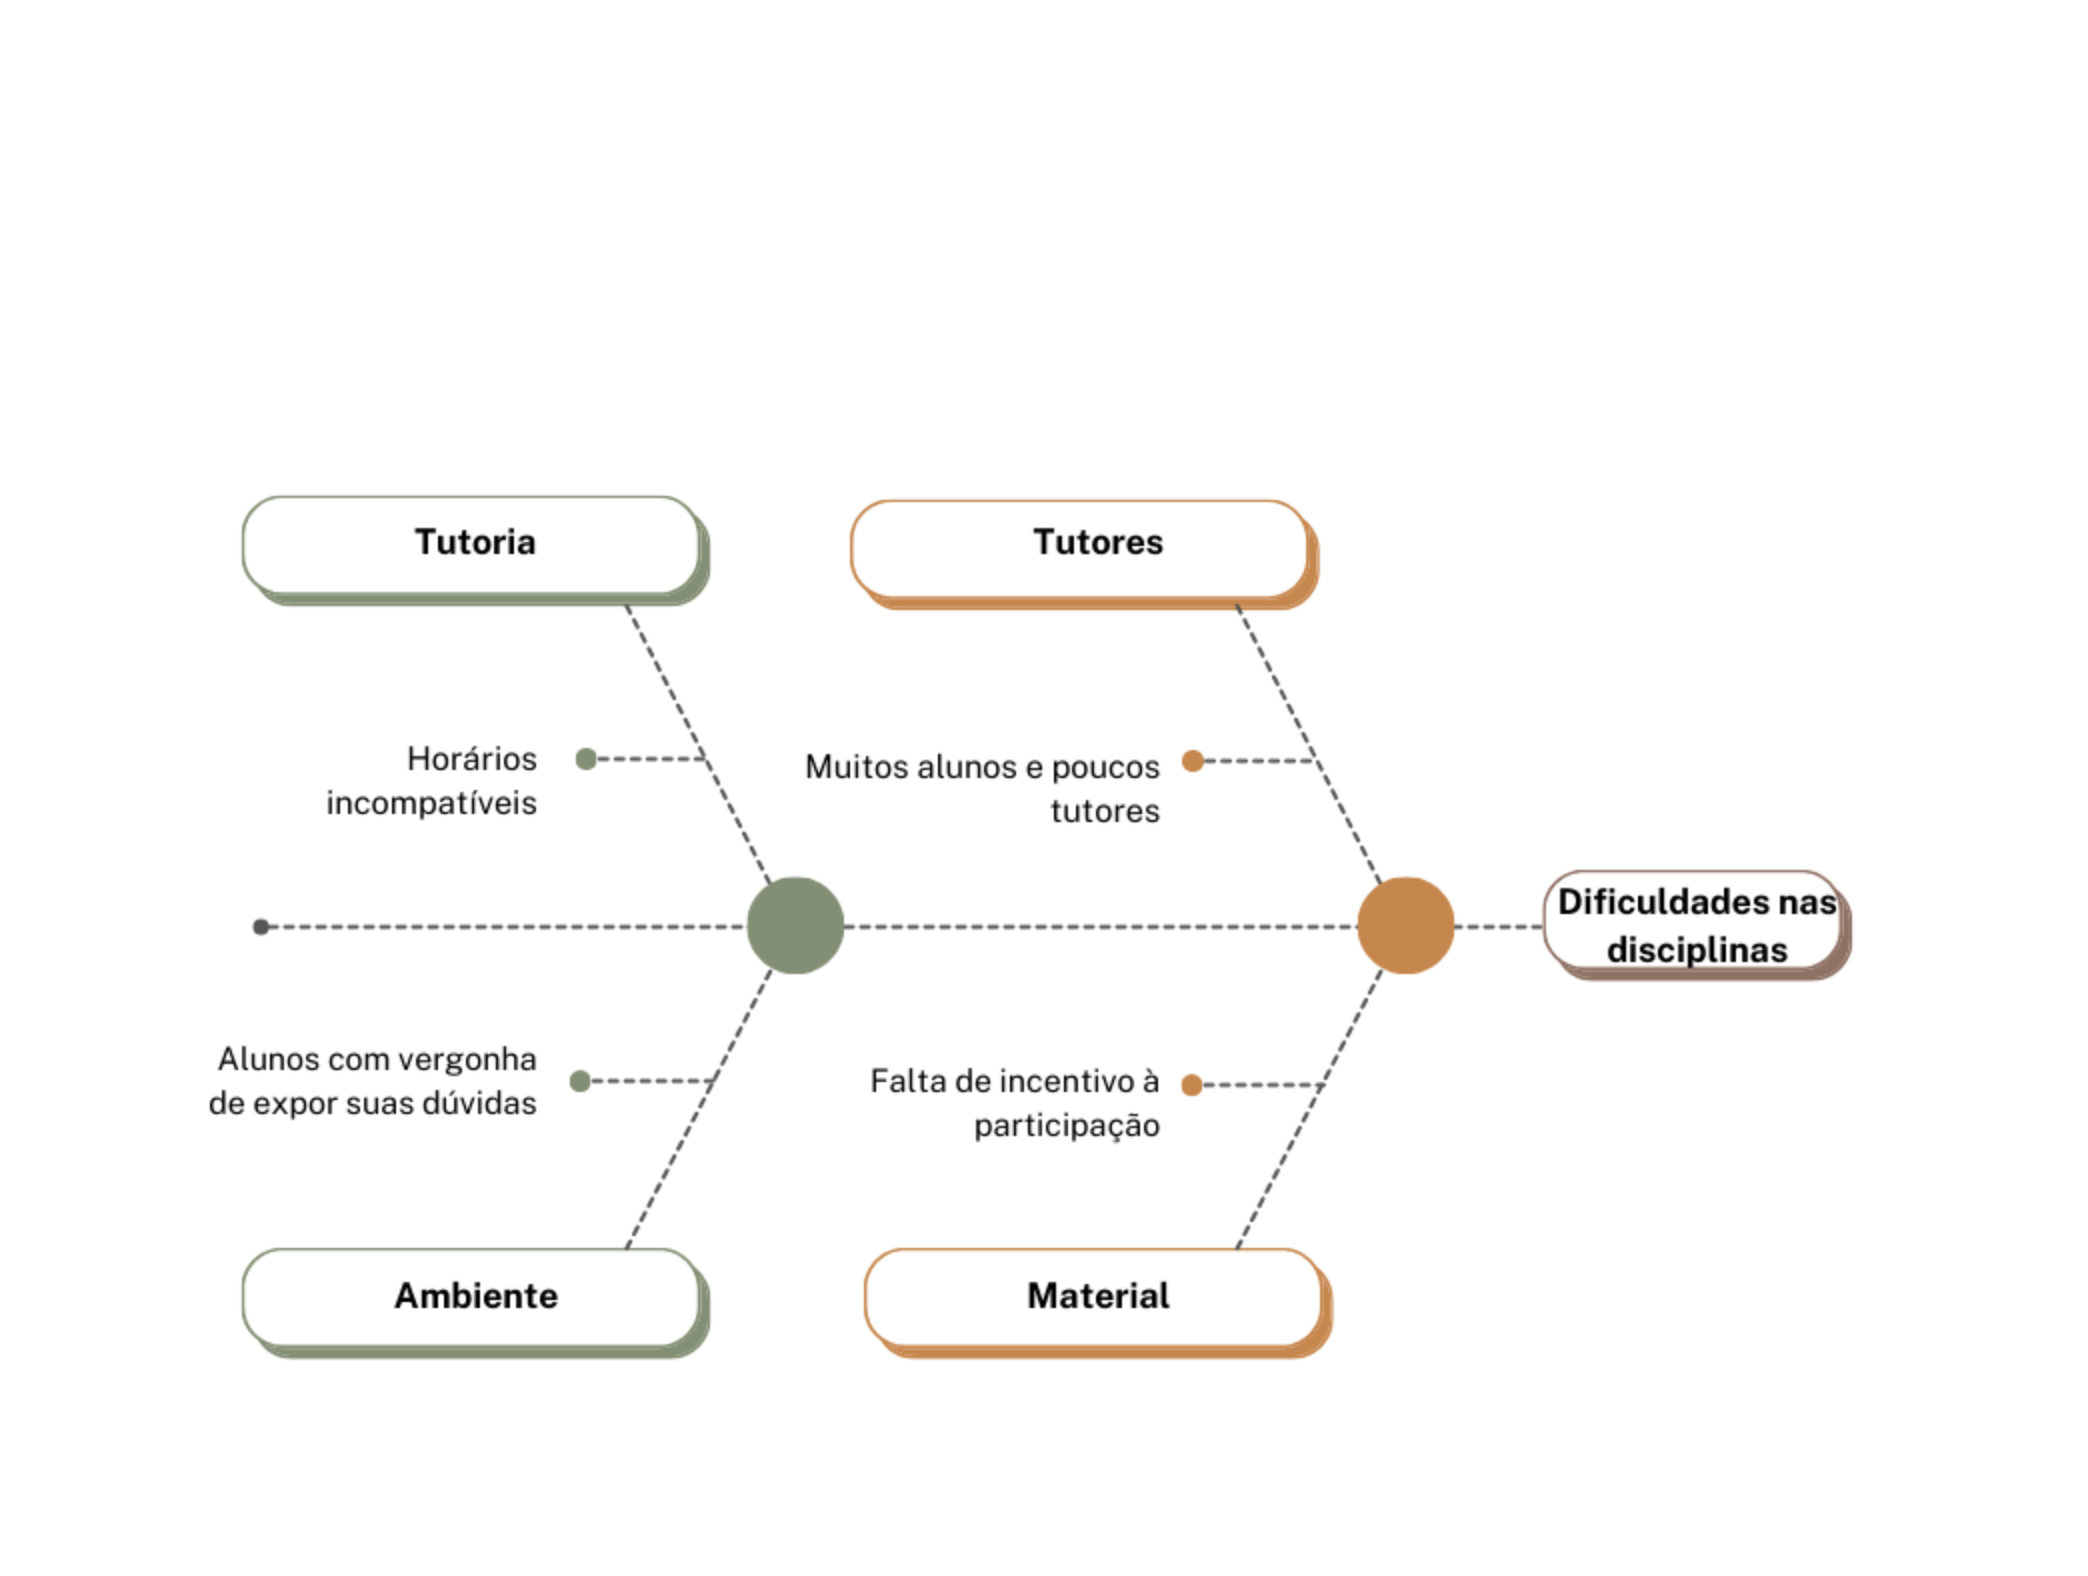 Tutoria
Tutores
Horários
incompatíveis
Muitos alunos e poucos
tutores
Dificuldades nas
disciplinas
Alunos com vergonha
de expor suas dúvidas
Falta de incentivo à
participação
Ambiente
Material